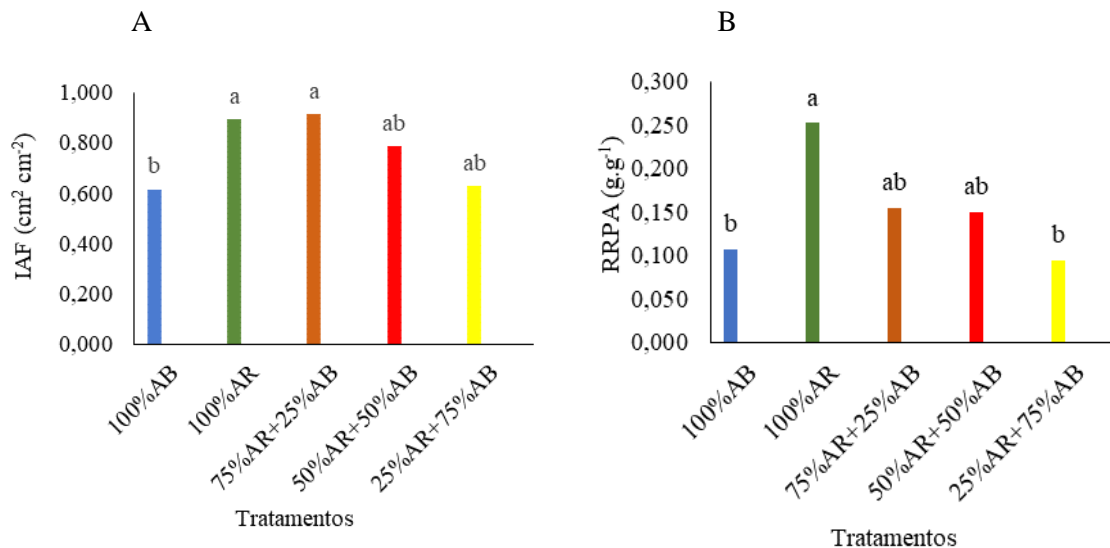 A
IAF (cm² cm⁻²)
1,000
0,800
0,600
0,400
0,200
0,000
b
a
a
ab
ab
100%AB
100%AR
75%AR+25%AB
50%AR+50%AB
25%AR+75%AB
Tratamentos
B
RRPA (g.g⁻¹)
0,300
0,250
0,200
0,150
0,100
0,050
0,000
b
a
ab
ab
b
100%AB
100%AR
75%AR+25%AB
50%AR+50%AB
25%AR+75%AB
Tratamentos